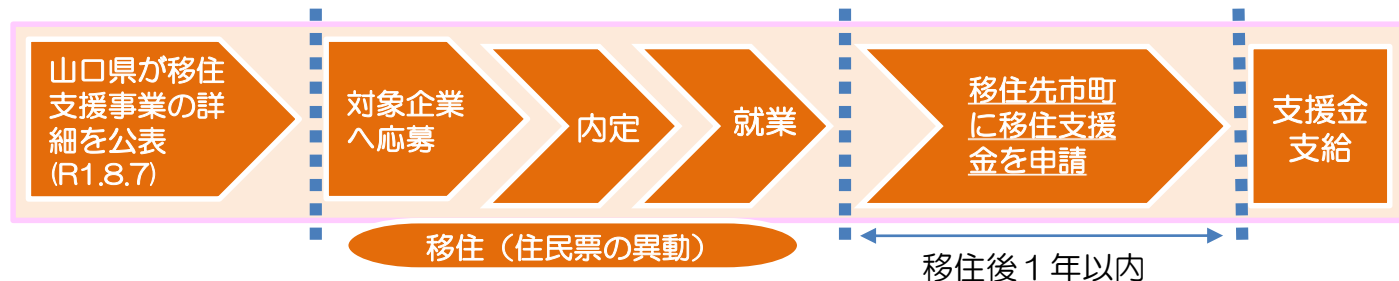 山口県が移住
支援事業の詳
細を公表
(R1.8.7)
対象企業
へ応募
内定
就業
移住先市町
に移住支援
金を申請
支援金
支給
移住（住民票の異動）
移住後１年以内